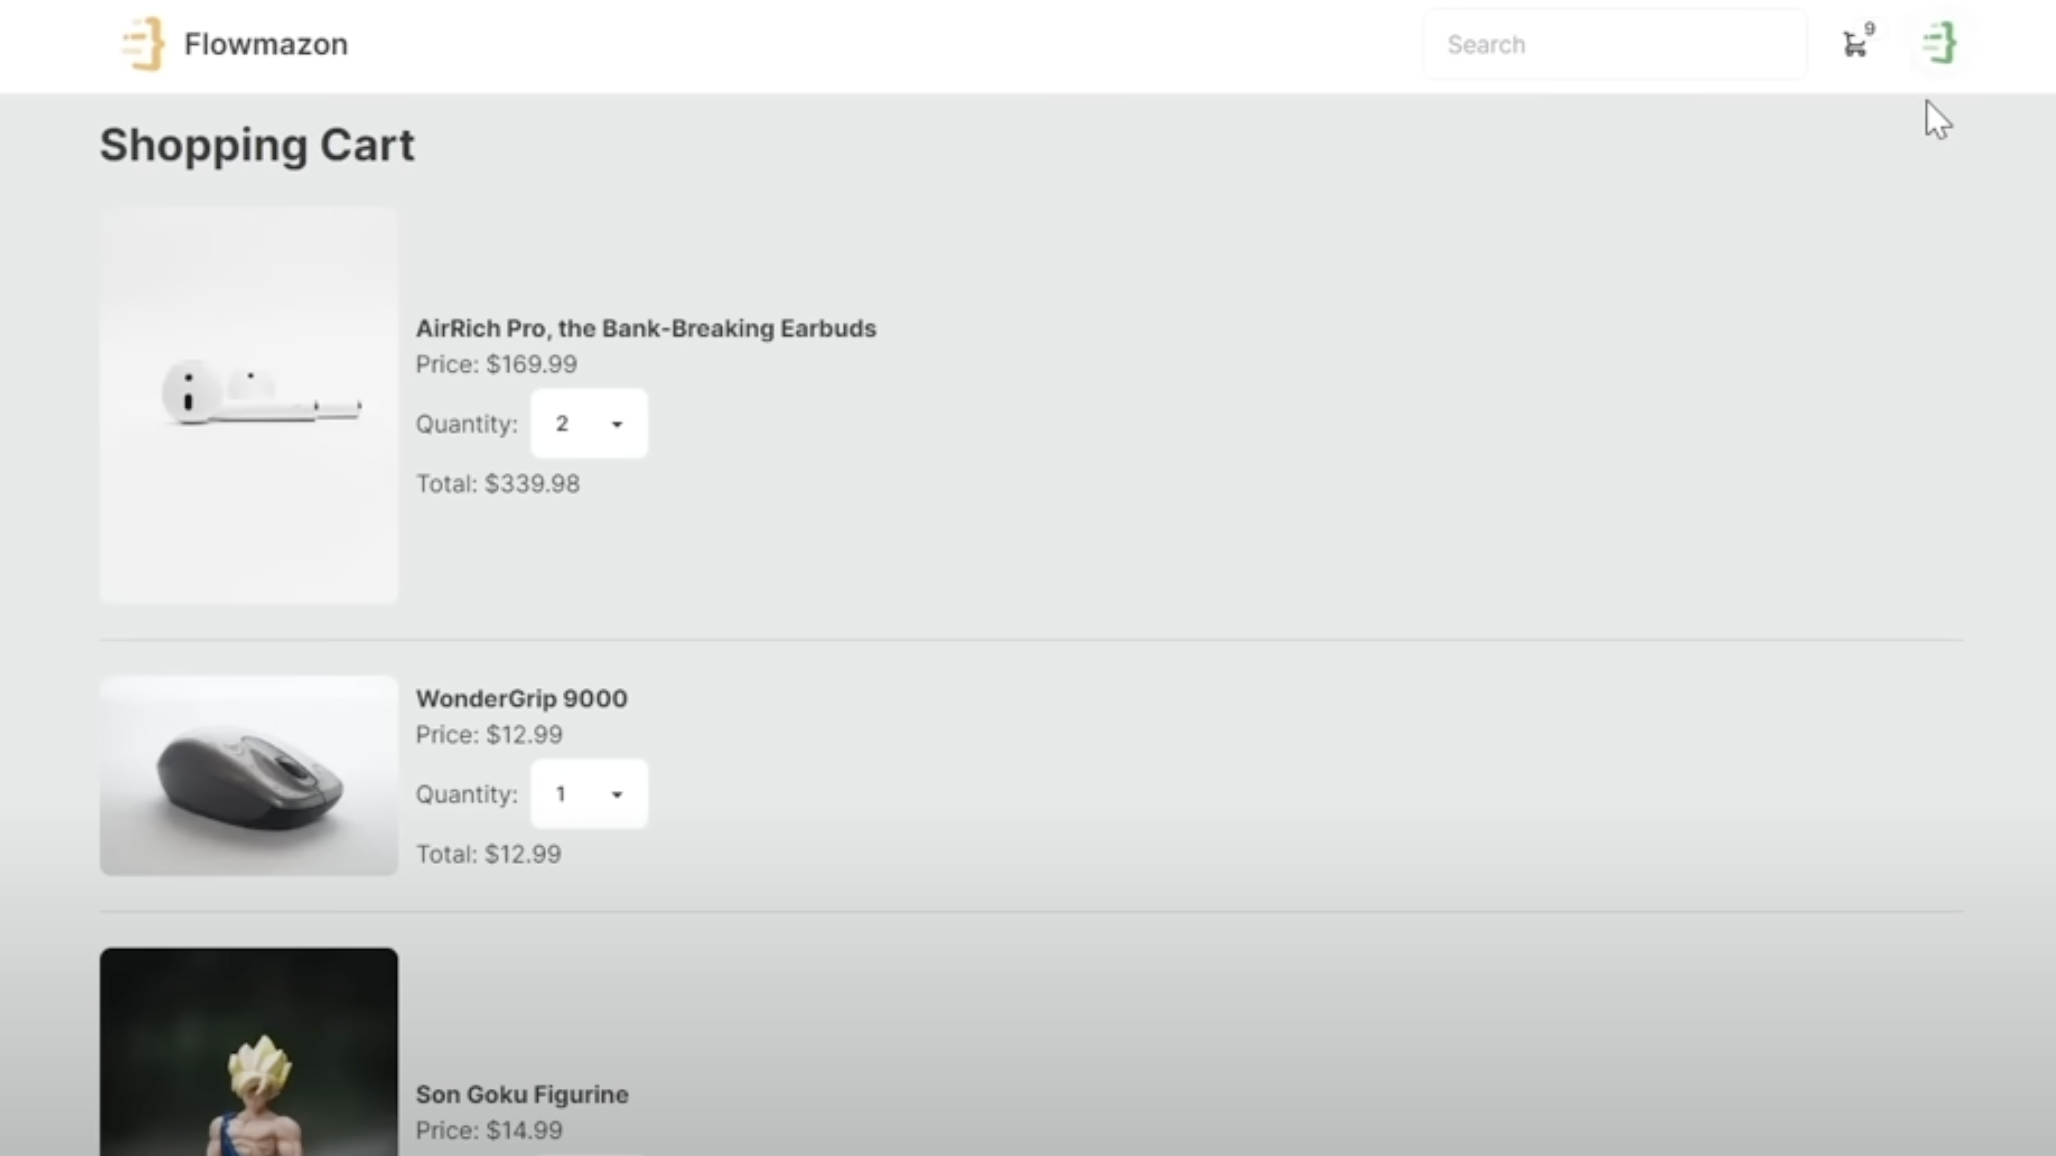 Flowmazon
Search
9
Shopping Cart
AirRich Pro, the Bank-Breaking Earbuds
Price: $169.99
Quantity: 2
Total: $339.98
WonderGrip 9000
Price: $12.99
Quantity: 1
Total: $12.99
Son Goku Figurine
Price: $14.99